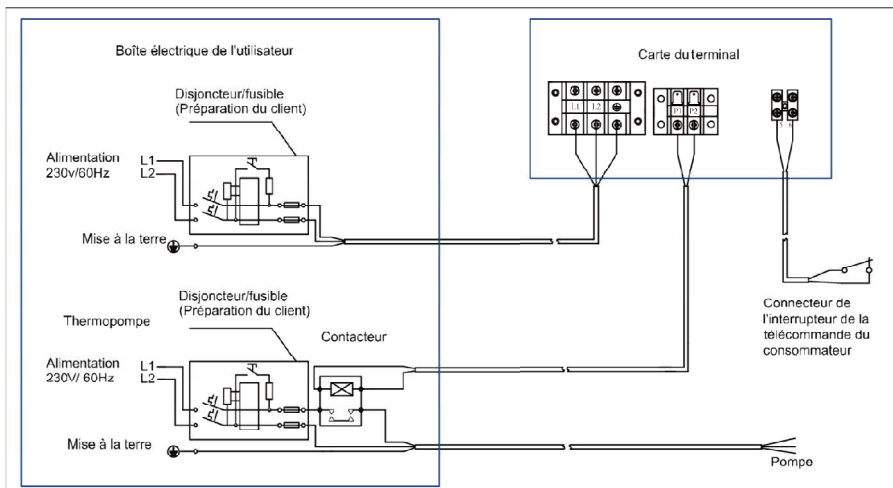 Boîte électrique de l'utilisateur
Disjoncteur/fusible
(Préparation du client)
Alimentation
230v/60Hz
L1
L2
Mise à la terre
Thermopompe
Disjoncteur/fusible
(Préparation du client)
Contacteur
Alimentation
230V/ 60Hz
L1
L2
Mise à la terre
Carte du terminal
L1 L2
P1 P2
5 6
Connecteur de
l'interrupteur de la
télécommande du
consommateur
Pompe